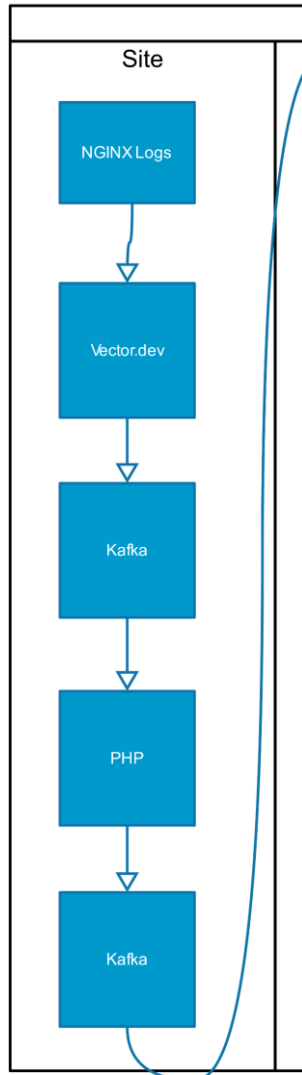 Site
NGINX Logs
Vector.dev
Kafka
PHP
Kafka